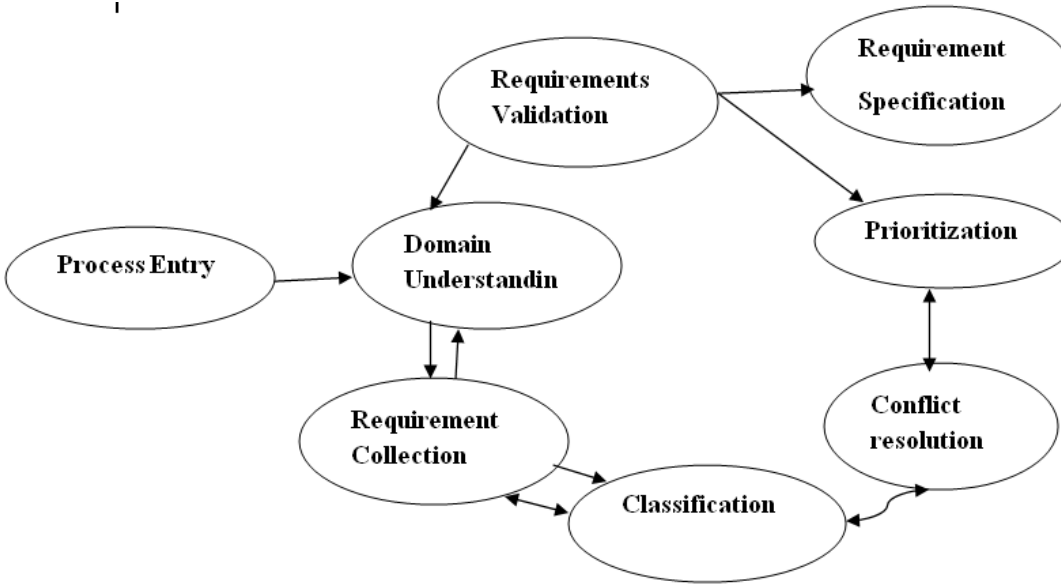 Requirements
Validation
Requirement
Specification
Process Entry
Domain
Understandin
Prioritization
Requirement
Collection
Classification
Conflict
resolution